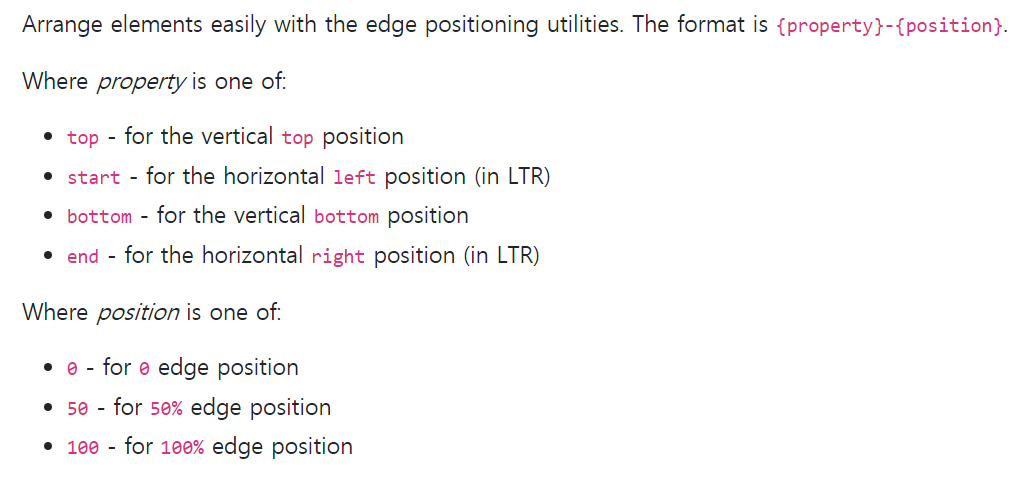 Arrange elements easily with the edge positioning utilities. The format is {property}-{position}.
Where property is one of:
• top - for the vertical top position
• start - for the horizontal left position (in LTR)
• bottom - for the vertical bottom position
• end - for the horizontal right position (in LTR)
Where position is one of:
• 0 - for 0 edge position
• 50 - for 50% edge position
• 100 - for 100% edge position